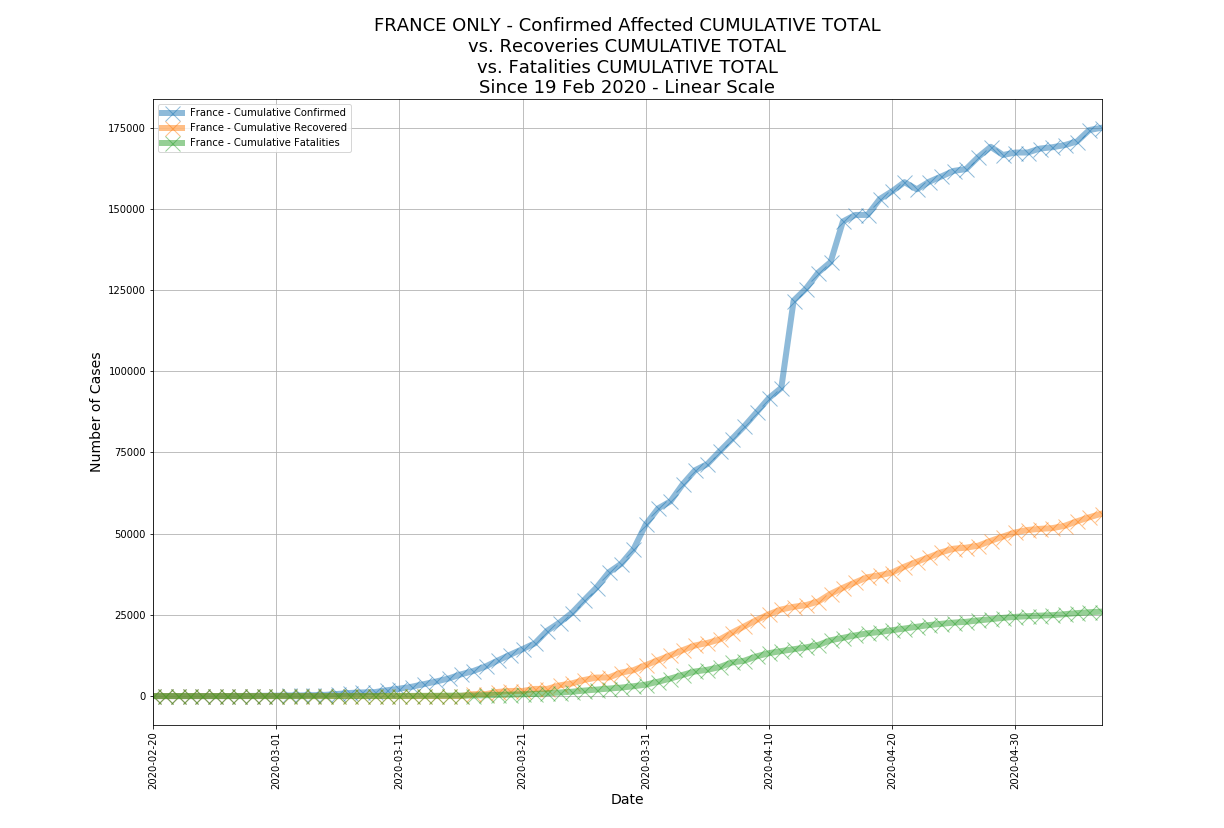 FRANCE ONLY - Confirmed Affected CUMULATIVE TOTAL
vs. Recoveries CUMULATIVE TOTAL
vs. Fatalities CUMULATIVE TOTAL
Since 19 Feb 2020 - Linear Scale
France - Cumulative Confirmed
France - Cumulative Recovered
France - Cumulative Fatalities
Number of Cases
175000
150000
125000
100000
75000
50000
25000
0
2020-02-20
2020-03-01
2020-03-11
2020-03-21
2020-03-31
2020-04-10
2020-04-20
2020-04-30
Date